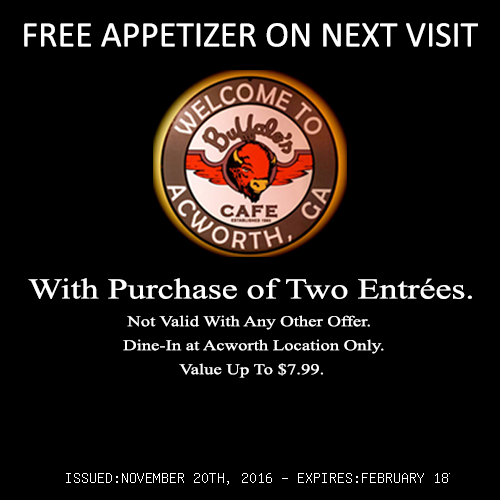 FREE APPETIZER ON NEXT VISIT
WELCOME TO
Buffalo's
CAFE
ESTABLISHED 1985
ACWORTH, GA
With Purchase of Two Entrées.
Not Valid With Any Other Offer.
Dine-In at Acworth Location Only.
Value Up To $7.99.
ISSUED:NOVEMBER 20TH, 2016 - EXPIRES:FEBRUARY 18